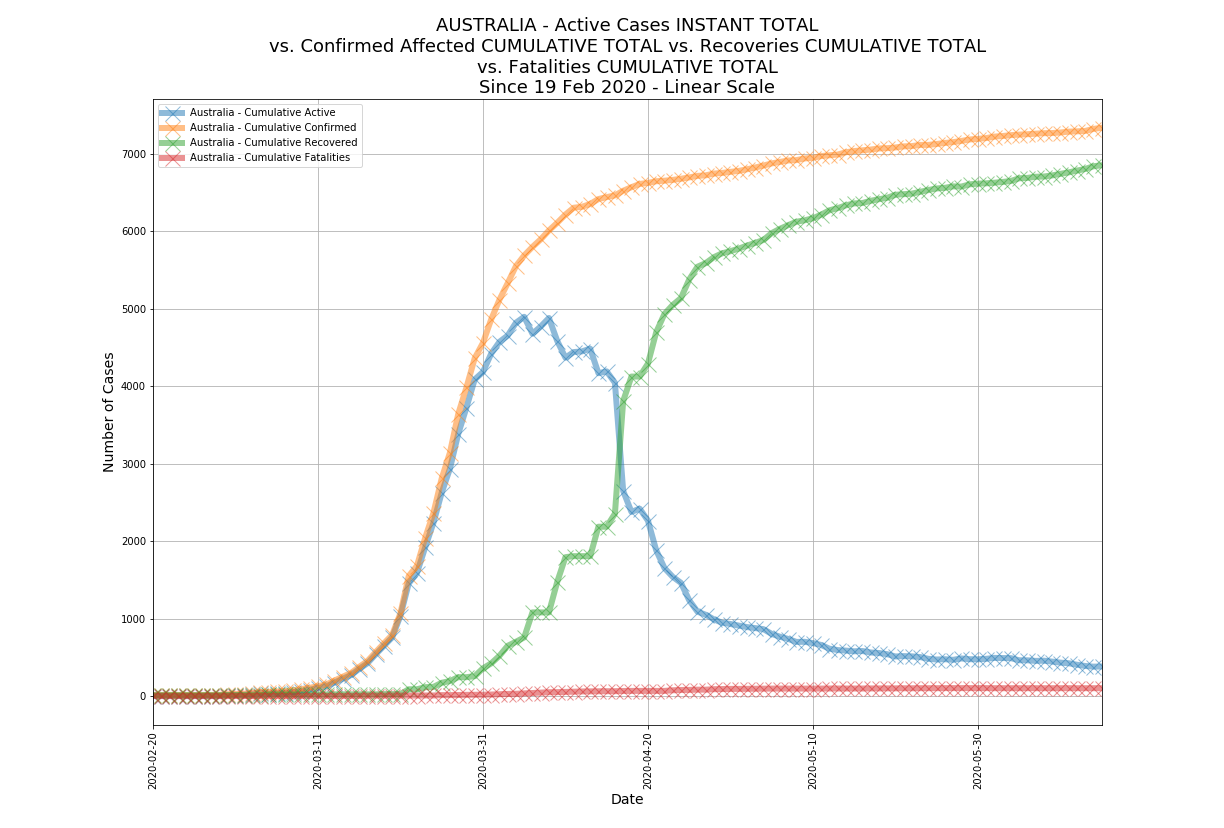 AUSTRALIA - Active Cases INSTANT TOTAL
vs. Confirmed Affected CUMULATIVE TOTAL vs. Recoveries CUMULATIVE TOTAL
vs. Fatalities CUMULATIVE TOTAL
Since 19 Feb 2020 - Linear Scale
Australia - Cumulative Active
Australia - Cumulative Confirmed
Australia - Cumulative Recovered
Australia - Cumulative Fatalities
7000
6000
5000
4000
3000
2000
1000
0
Number of Cases
2020-02-20
2020-03-11
2020-03-31
2020-04-20
2020-05-10
2020-05-30
Date